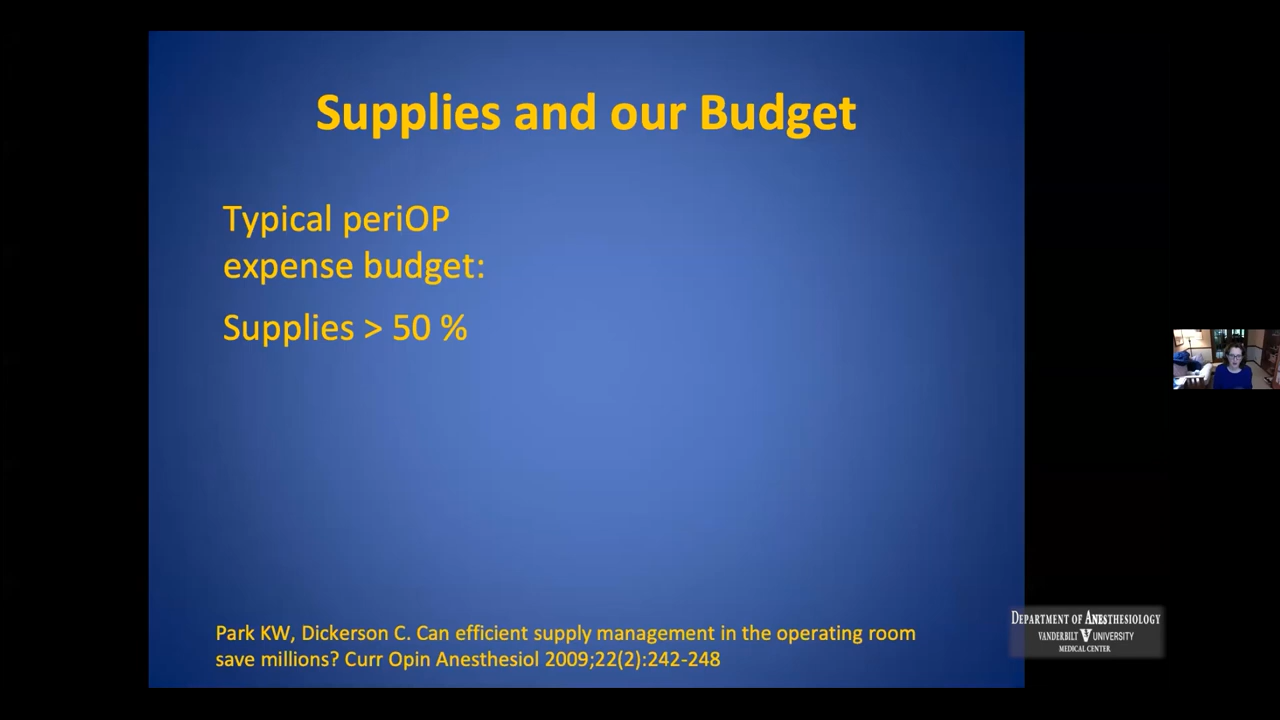 Supplies and our Budget
Typical periOP
expense budget:
Supplies > 50 %
Park KW, Dickerson C. Can efficient supply management in the operating room
save millions? Curr Opin Anesthesiol 2009;22(2):242-248
DEPARTMENT OF ANESTHESIOLOGY
VANDERBILT UNIVERSITY
MEDICAL CENTER